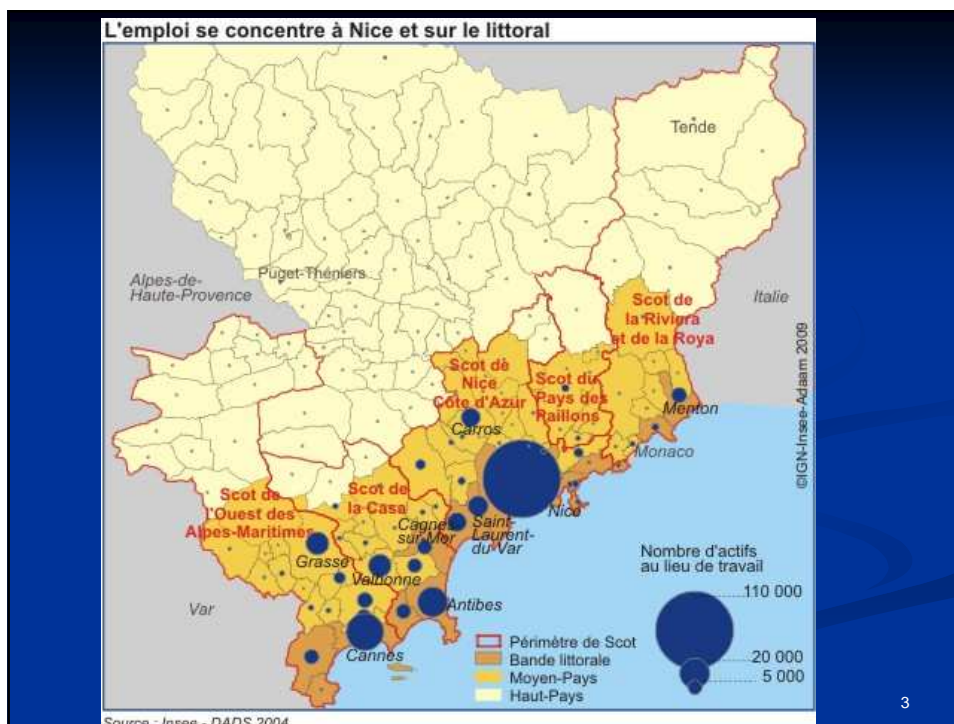 L'emploi se concentre à Nice et sur le littoral
Tende
Puget-Théniers
Alpes-de-
Haute-Provence
Italie
Scot de
la Riviera
et de la Roya
Scot de
Nice
Côte d'Azur
Scot du
Pays des
Paillons
Carros
Menton
Monaco
©IGN-Insee-Adaam 2009
Scot de
l'Ouest des
Alpes-Maritimes
Scot de
la Casa
Cagnes
sur Mer
Saint-
Laurent-
du Var
Nice
Grasse
Valbonne
Var
Antibes
Cannes
Nombre d'actifs
au lieu de travail
110 000
20 000
5 000
Périmètre de Scot
Bande littorale
Moyen-Pays
Haut-Pays
Source : Insee - DADS 2004
3